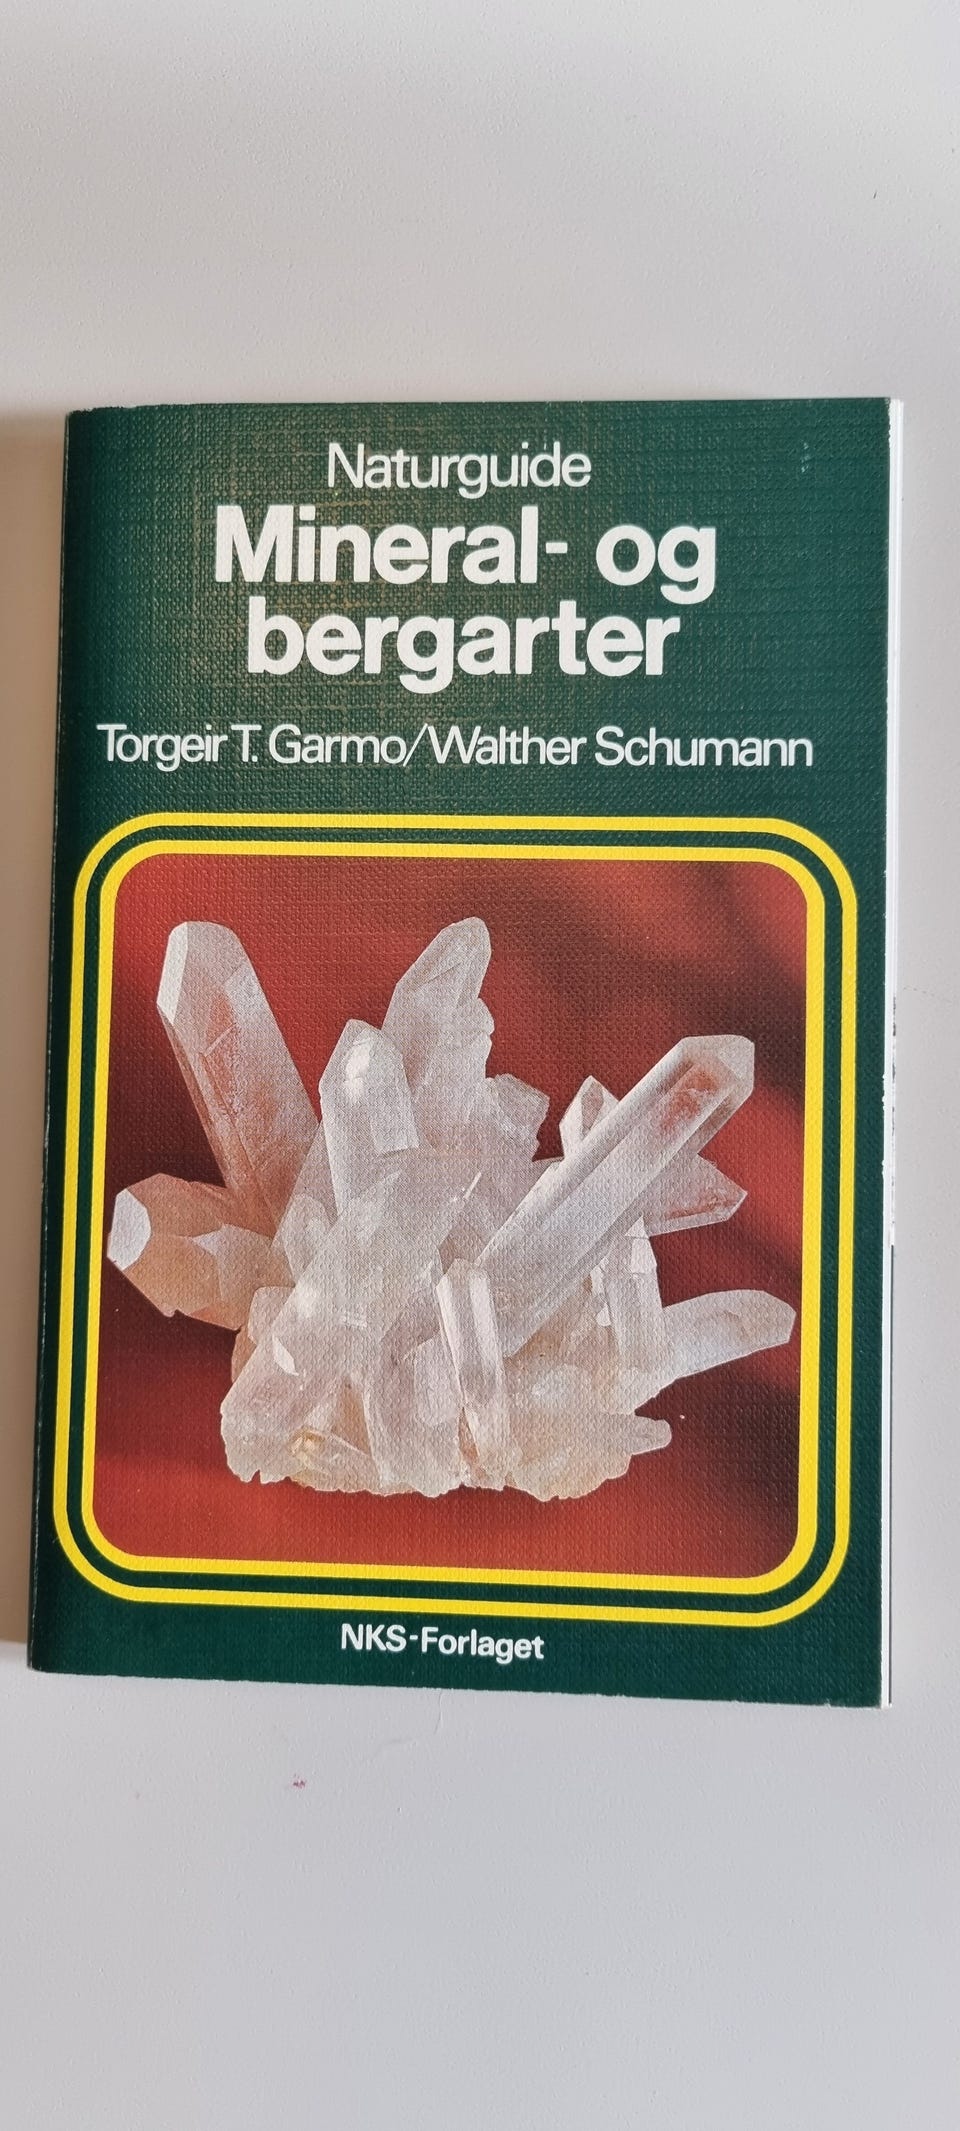 Naturguide
Mineral- og
bergarter
Torgeir T. Garmo/Walther Schumann
NKS-Forlaget